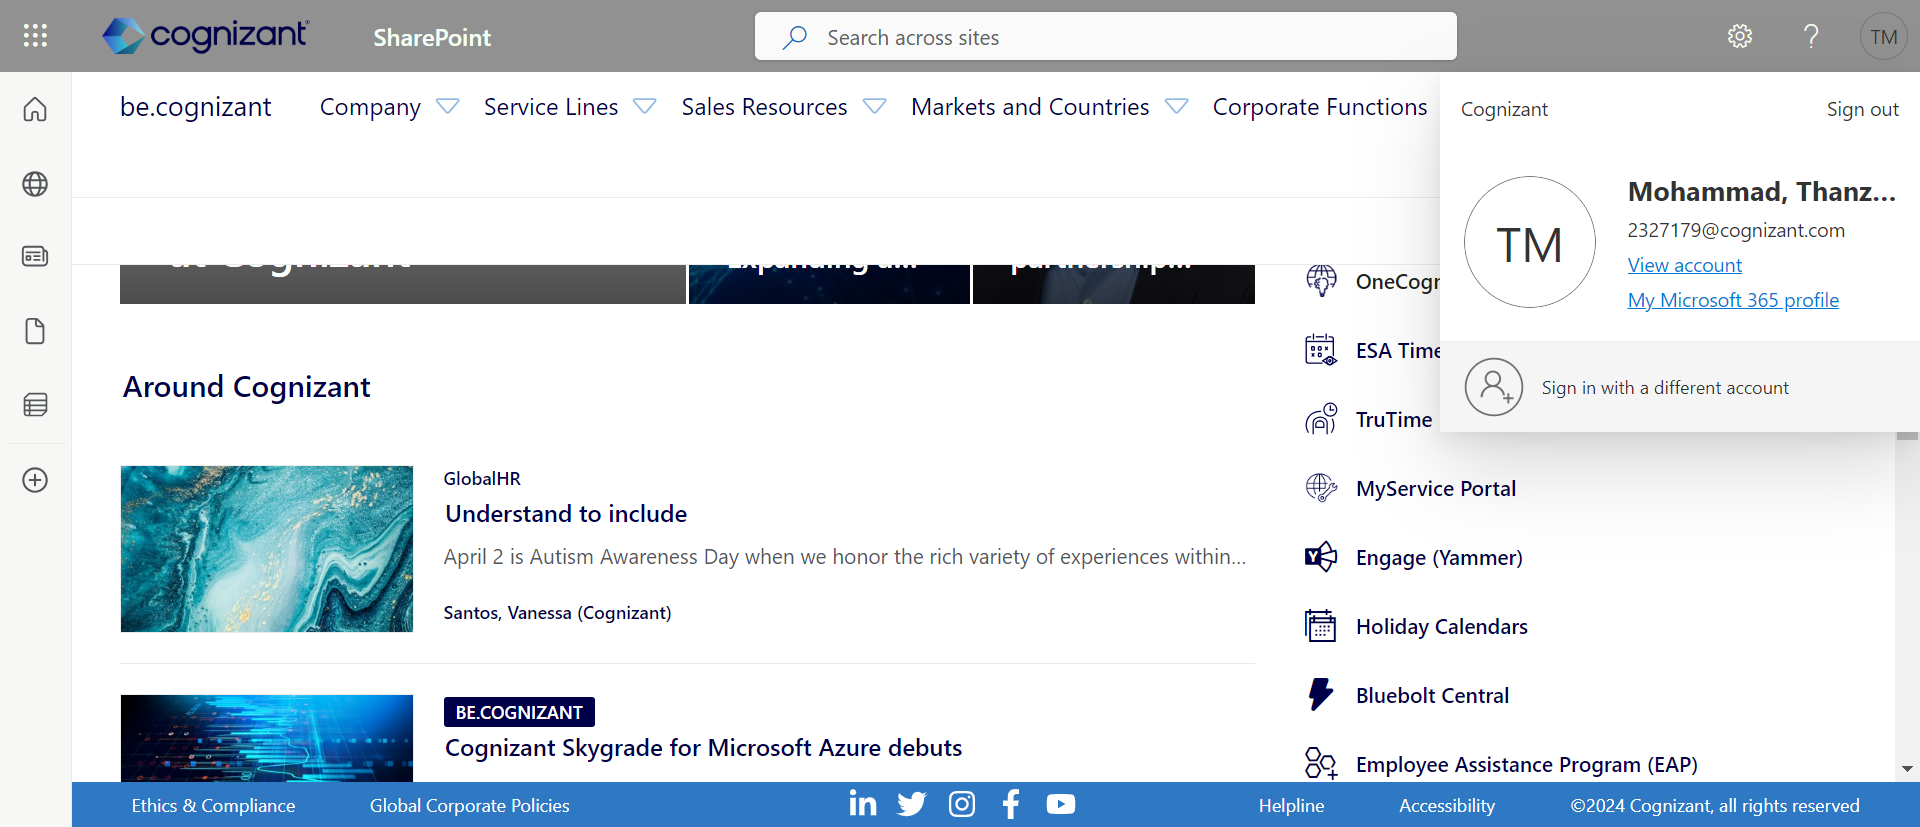 cognizant
SharePoint
Search across sites
TM
be.cognizant
Company
Service Lines
Sales Resources
Markets and Countries
Corporate Functions
Cognizant
Sign out
TM
Mohammad, Thanz...
2327179@cognizant.com
View account
My Microsoft 365 profile
Sign in with a different account
at Cognizant
Expanding a...
partnership...
OneCogn
ESA Time
TruTime
MyService Portal
Engage (Yammer)
Holiday Calendars
Bluebolt Central
Employee Assistance Program (EAP)
Around Cognizant
GlobalHR
Understand to include
April 2 is Autism Awareness Day when we honor the rich variety of experiences within...
Santos, Vanessa (Cognizant)
BE.COGNIZANT
Cognizant Skygrade for Microsoft Azure debuts
Ethics & Compliance
Global Corporate Policies
Helpline
Accessibility
©2024 Cognizant, all rights reserved